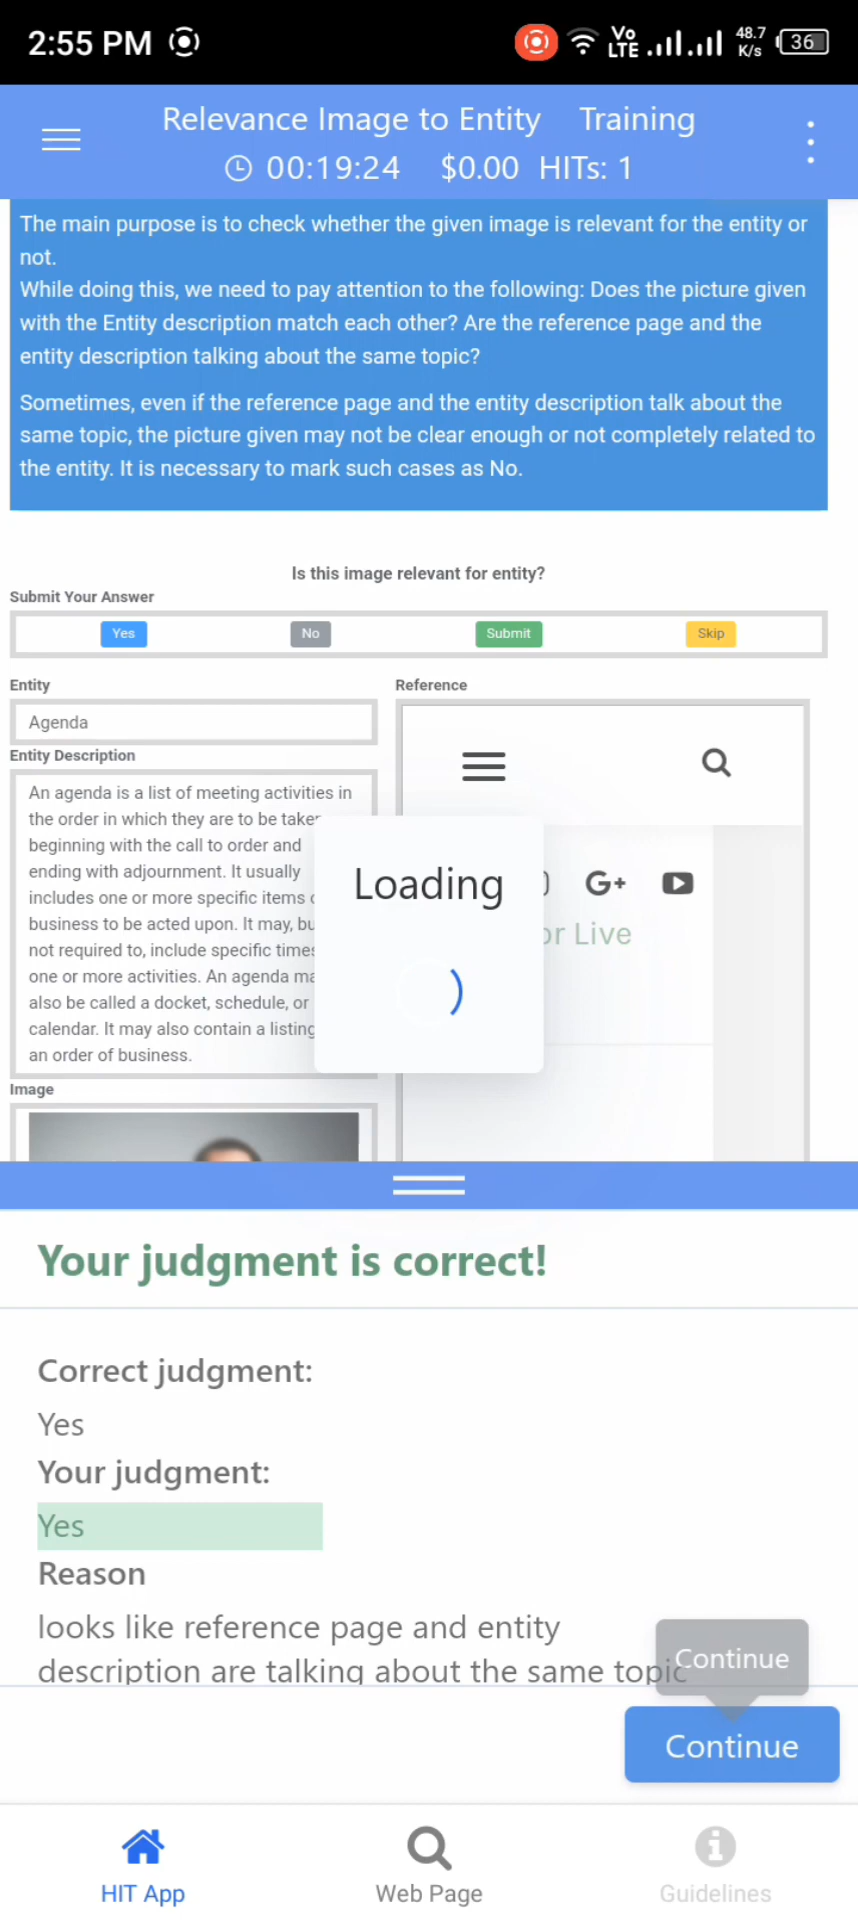 2:55 PM
Vo LTE 48.7 K/s 36
Relevance Image to Entity Training
00:19:24 $0.00 HITs: 1
The main purpose is to check whether the given image is relevant for the entity or
not.
While doing this, we need to pay attention to the following: Does the picture given
with the Entity description match each other? Are the reference page and the
entity description talking about the same topic?
Sometimes, even if the reference page and the entity description talk about the
same topic, the picture given may not be clear enough or not completely related to
the entity. It is necessary to mark such cases as No.
Is this image relevant for entity?
Submit Your Answer
Yes No Submit Skip
Entity
Agenda
Entity Description
An agenda is a list of meeting activities in
the order in which they are to be
beginning with the call to order and
ending with adjournment. It usually
includes one or more specific items
business to be acted upon. It may,
not required to, include specific
one or more activities. An agenda
also be called a docket, schedule, or
calendar. It may also contain a listing
an order of business.
Image
Reference
G+
Live
Loading
Your judgment is correct!
Correct judgment:
Yes
Your judgment:
Yes
Reason
looks like reference page and entity
description are talking about the same topic
Continue
Continue
HIT App Web Page Guidelines